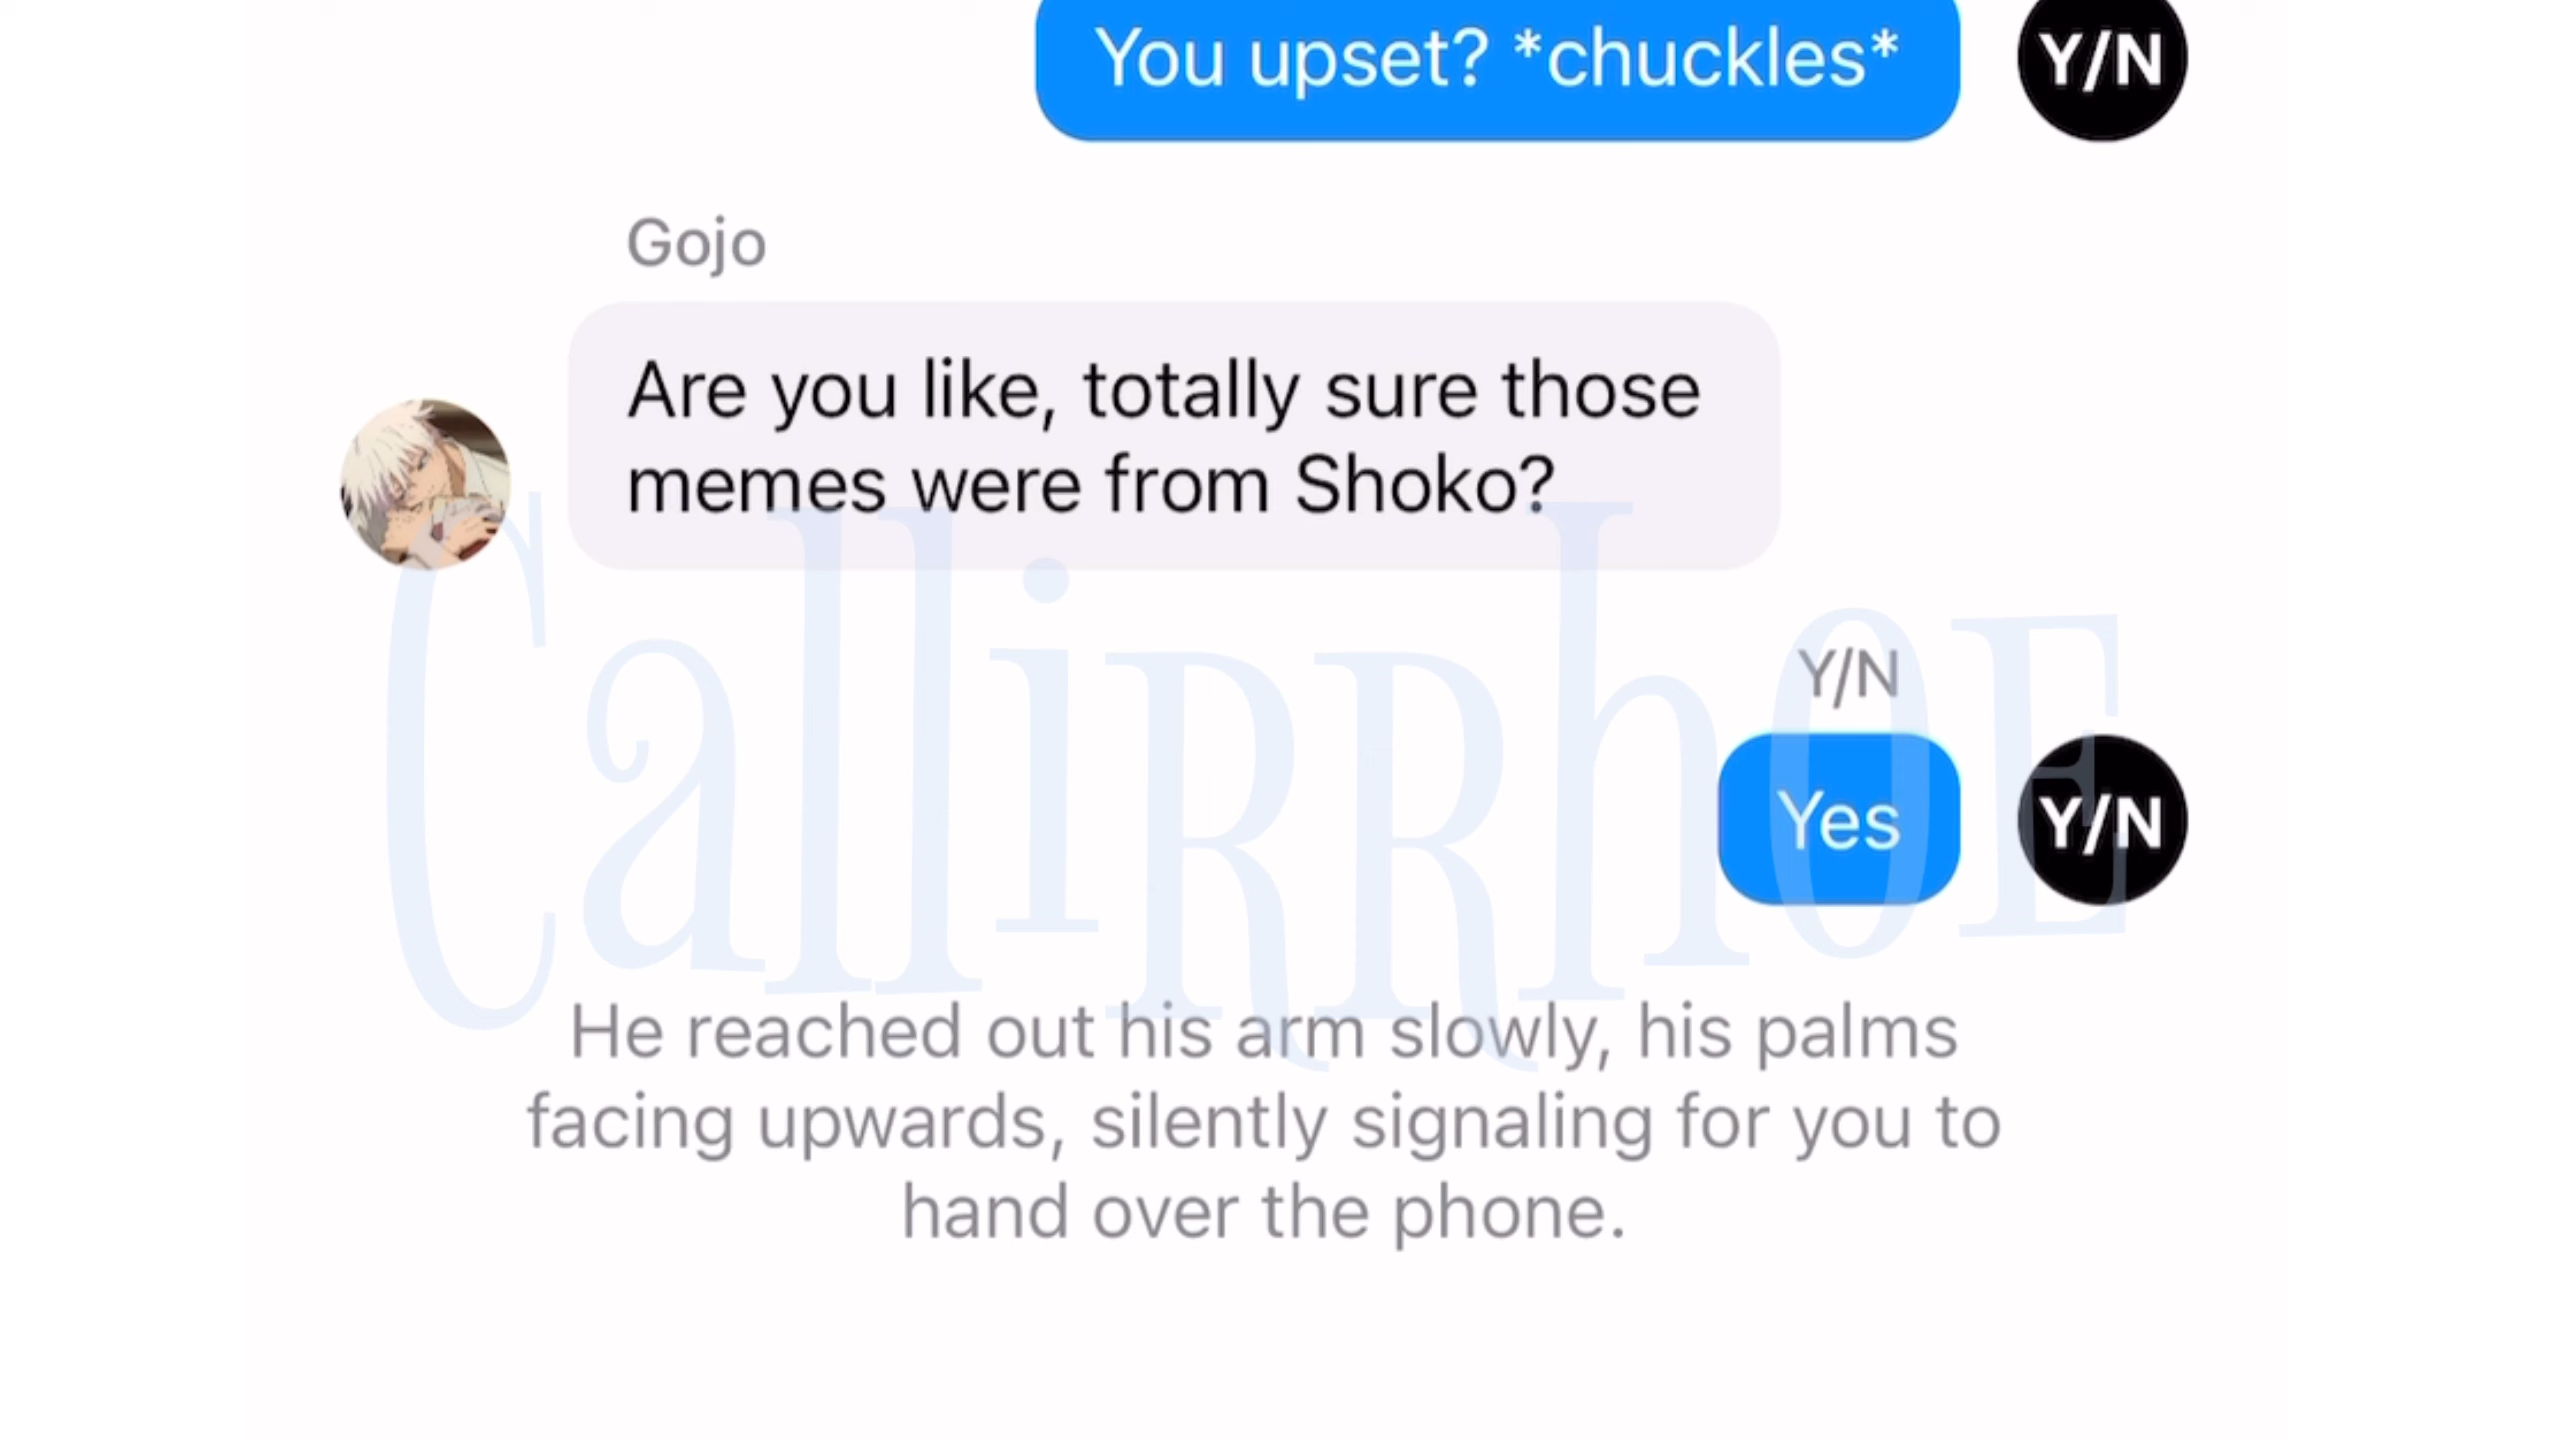 You upset? *chuckles*
Y/N
Gojo
Are you like, totally sure those
memes were from Shoko?
Y/N
Yes
Y/N
CalliRRhoE
He reached out his arm slowly, his palms
facing upwards, silently signaling for you to
hand over the phone.